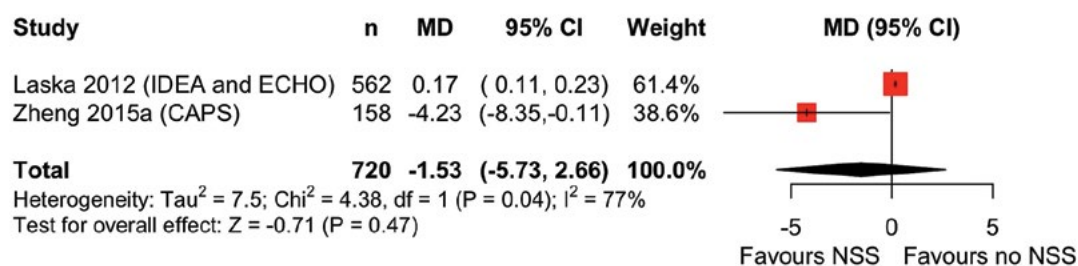 Study n MD 95% CI Weight MD (95% CI)
Laska 2012 (IDEA and ECHO) 562 0.17 ( 0.11, 0.23) 61.4%
Zheng 2015a (CAPS) 158 -4.23 (-8.35,-0.11) 38.6%
Total 720 -1.53 (-5.73, 2.66) 100.0%
Heterogeneity: Tau² = 7.5; Chi² = 4.38, df = 1 (P = 0.04); I² = 77%
Test for overall effect: Z = -0.71 (P = 0.47)
-5 0 5
Favours NSS Favours no NSS